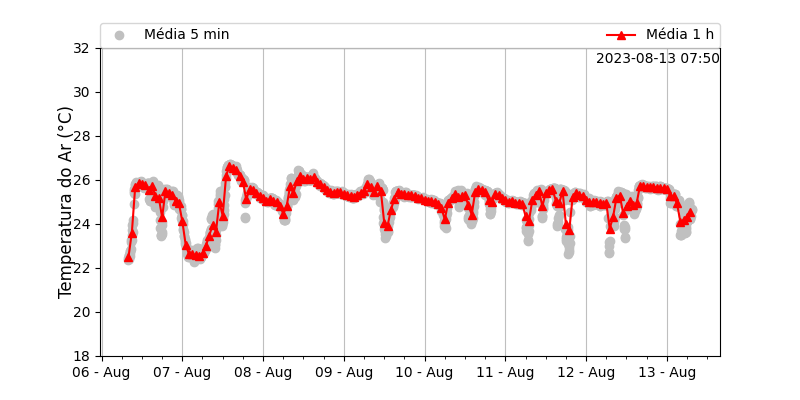 Média 5 min
Média 1 h
2023-08-13 07:50
Temperatura do Ar (°C)
32
30
28
26
24
22
20
18
06 - Aug
07 - Aug
08 - Aug
09 - Aug
10 - Aug
11 - Aug
12 - Aug
13 - Aug